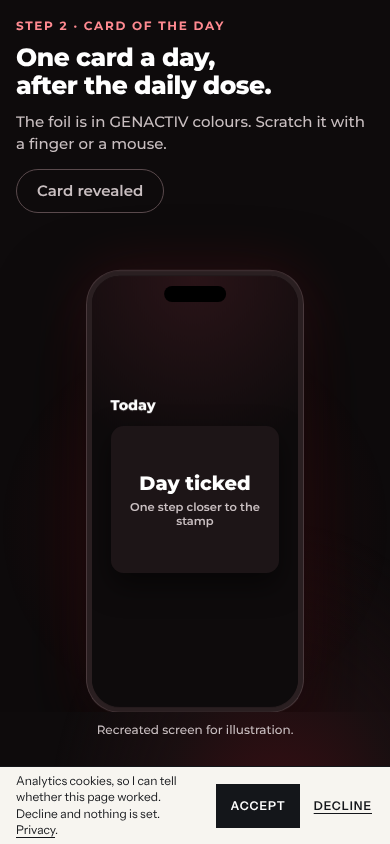 STEP 2 · CARD OF THE DAY
One card a day,
after the daily dose.
The foil is in GENACTIV colours. Scratch it with
a finger or a mouse.
Card revealed
Today
Day ticked
One step closer to the
stamp
Recreated screen for illustration.
Analytics cookies, so I can tell
whether this page worked.
Decline and nothing is set.
Privacy.
ACCEPT
DECLINE